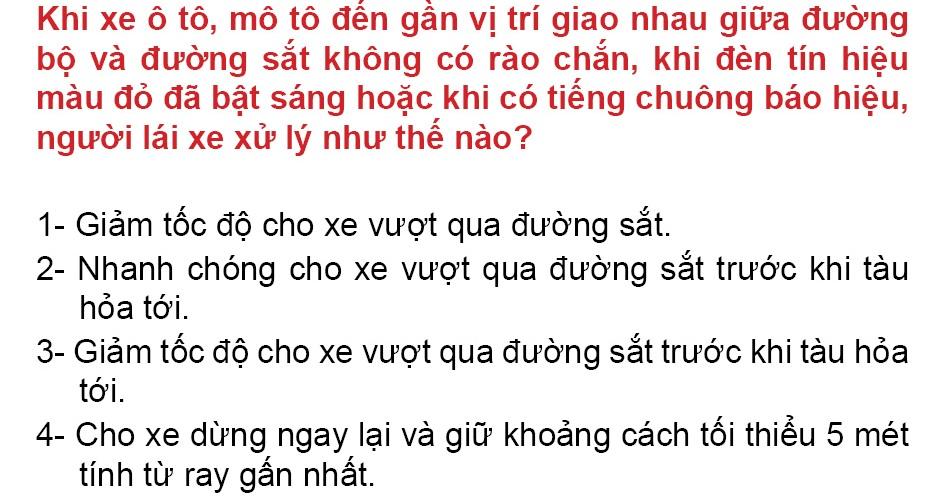 Khi xe ô tô, mô tô đến gần vị trí giao nhau giữa đường
bộ và đường sắt không có rào chắn, khi đèn tín hiệu
màu đỏ đã bật sáng hoặc khi có tiếng chuông báo hiệu,
người lái xe xử lý như thế nào?
1- Giảm tốc độ cho xe vượt qua đường sắt.
2- Nhanh chóng cho xe vượt qua đường sắt trước khi tàu
hỏa tới.
3- Giảm tốc độ cho xe vượt qua đường sắt trước khi tàu hỏa
tới.
4- Cho xe dừng ngay lại và giữ khoảng cách tối thiểu 5 mét
tính từ ray gần nhất.